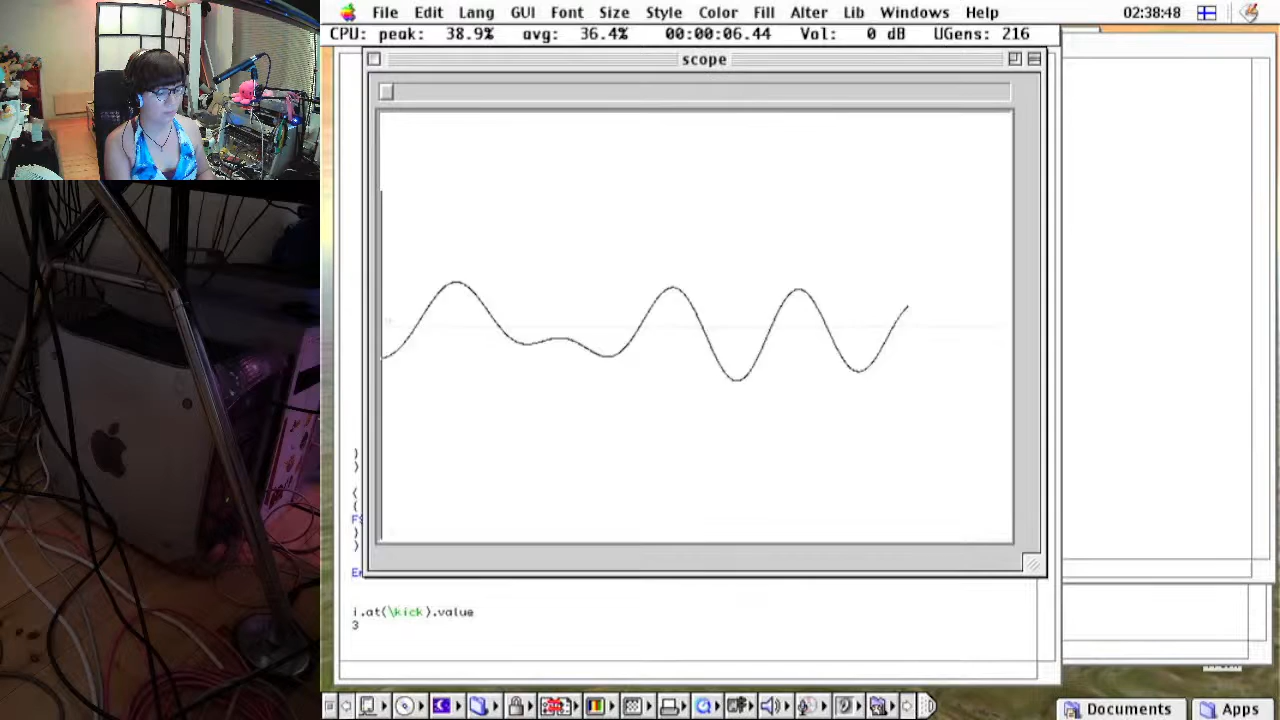 File Edit Lang GUI Font Size Style Color Fill Alter Lib Windows Help 02:38:48
CPU: peak: 38.9% avg: 36.4% 00:00:06.44 Vol: 0 dB UGens: 216
scope
)
)
(
(
FS
)
)
En
i.at(\kick).value
3
Documents Apps